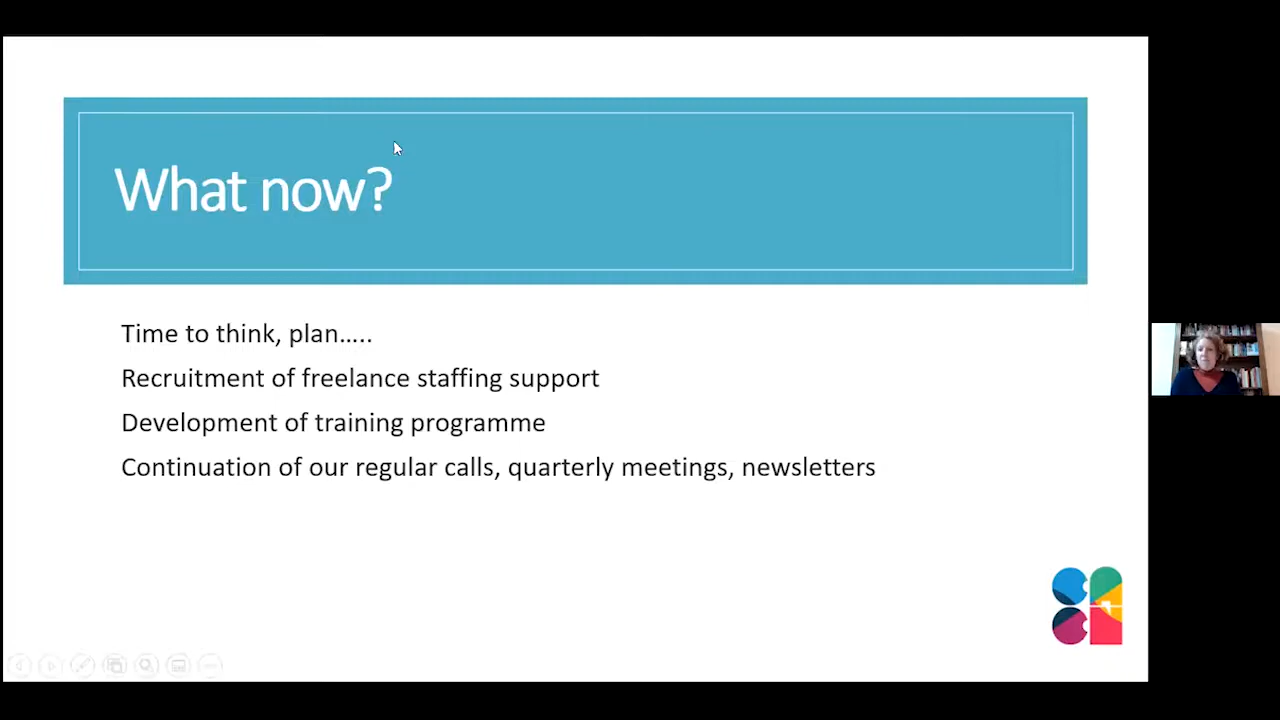 What now?
Time to think, plan…..
Recruitment of freelance staffing support
Development of training programme
Continuation of our regular calls, quarterly meetings, newsletters